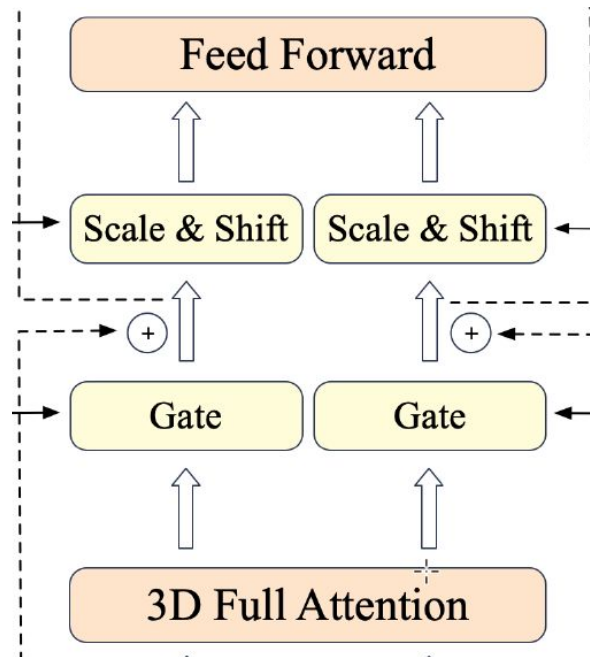 Feed Forward
Scale & Shift Scale & Shift
+ +
Gate Gate
3D Full Attention